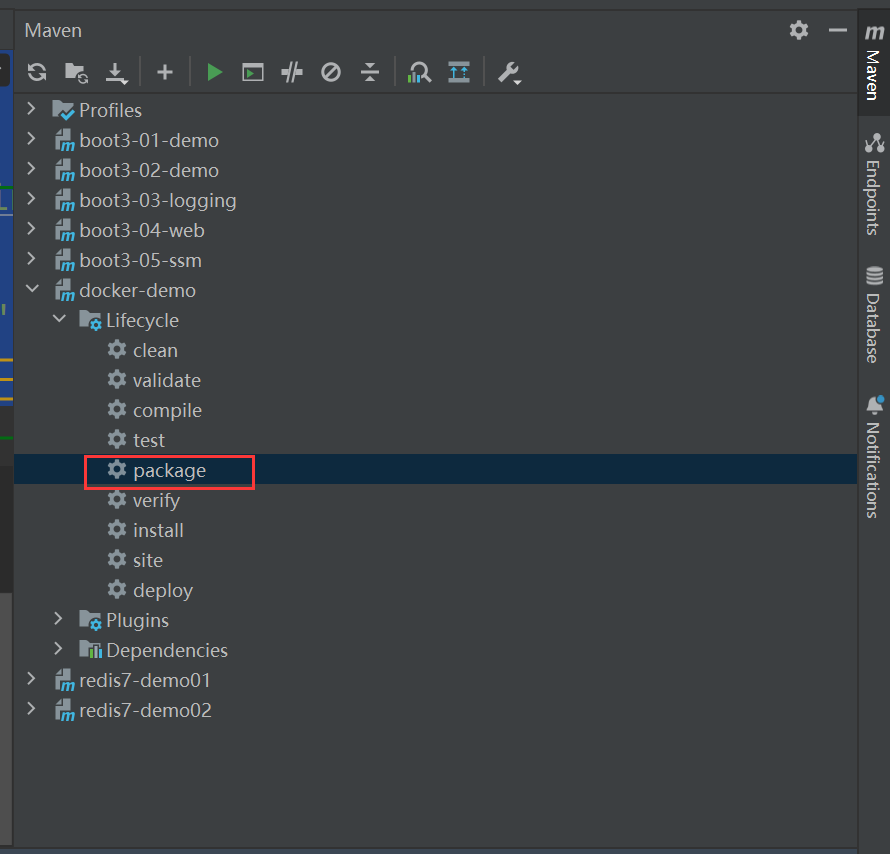 Maven
Profiles
boot3-01-demo
boot3-02-demo
boot3-03-logging
boot3-04-web
boot3-05-ssm
docker-demo
Lifecycle
clean
validate
compile
test
package
verify
install
site
deploy
Plugins
Dependencies
redis7-demo01
redis7-demo02
Maven
Endpoints
Database
Notifications